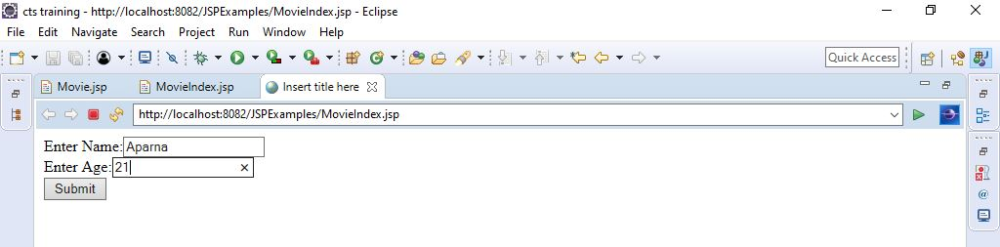 cts training - http://localhost:8082/JSPExamples/MovieIndex.jsp - Eclipse
File Edit Navigate Search Project Run Window Help
Quick Access
Movie.jsp MovieIndex.jsp Insert title here
http://localhost:8082/JSPExamples/MovieIndex.jsp
Enter Name: Aparna
Enter Age: 21
Submit